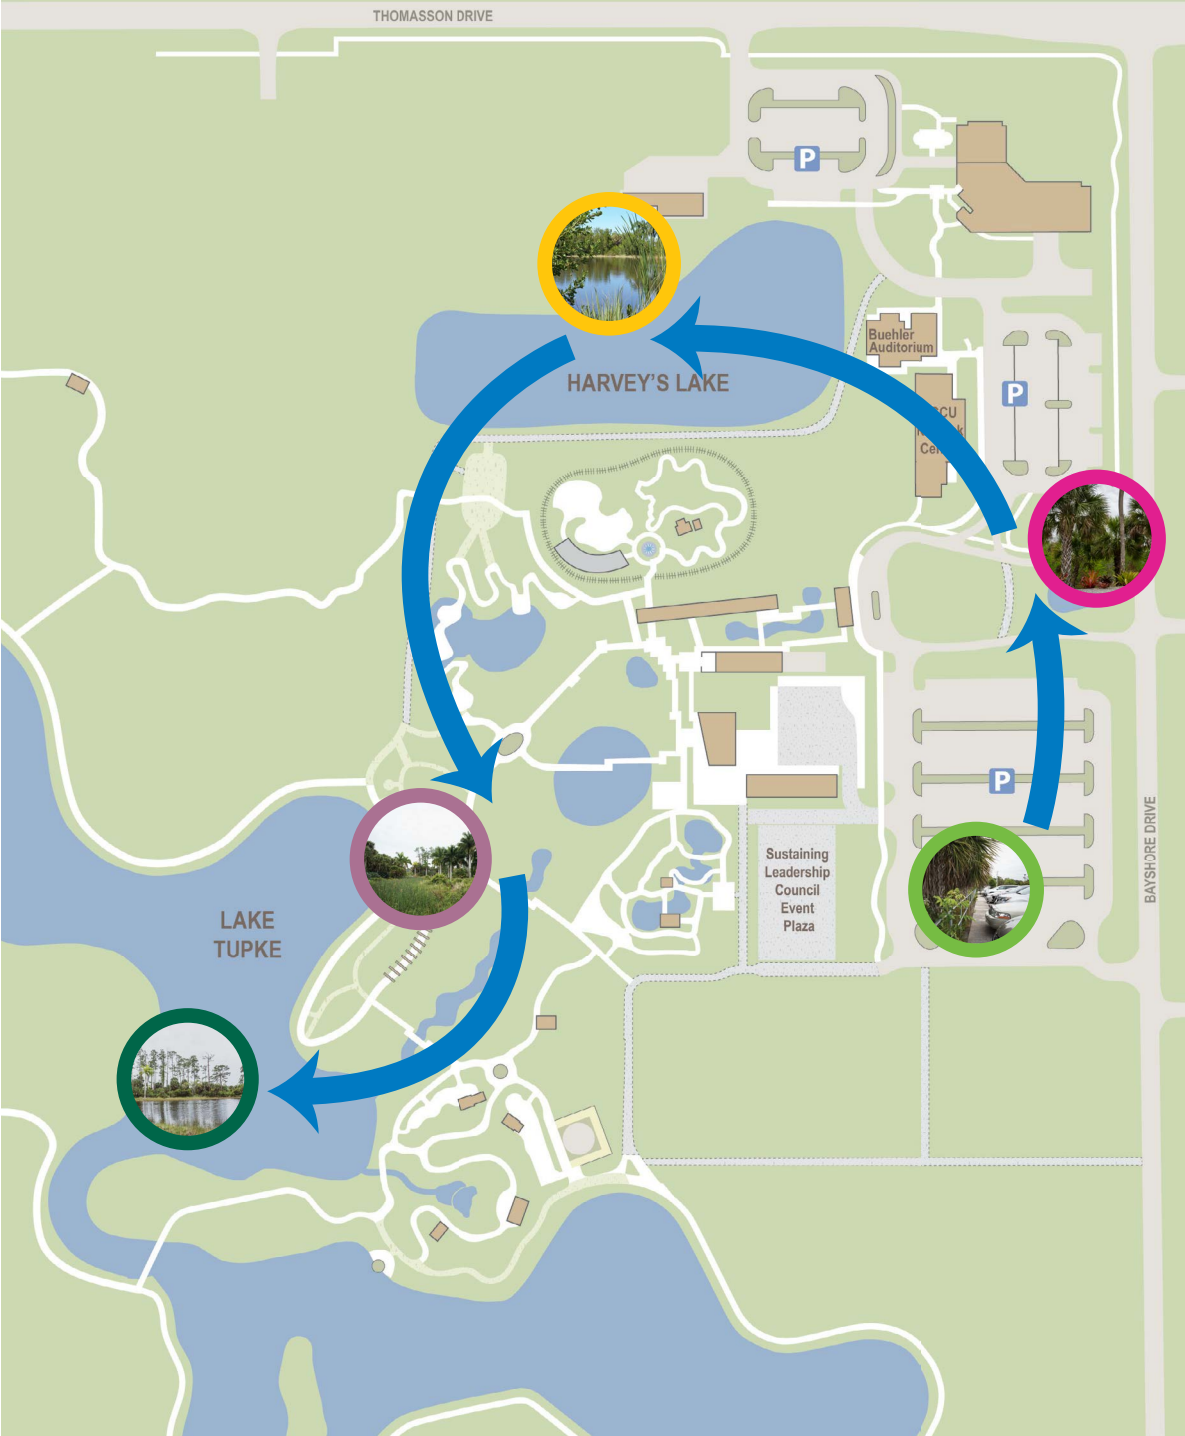 THOMASSON DRIVE
P
Buehler
Auditorium
P
HARVEY'S LAKE
P
BAYSHORE DRIVE
Sustaining
Leadership
Council
Event
Plaza
LAKE
TUPKE